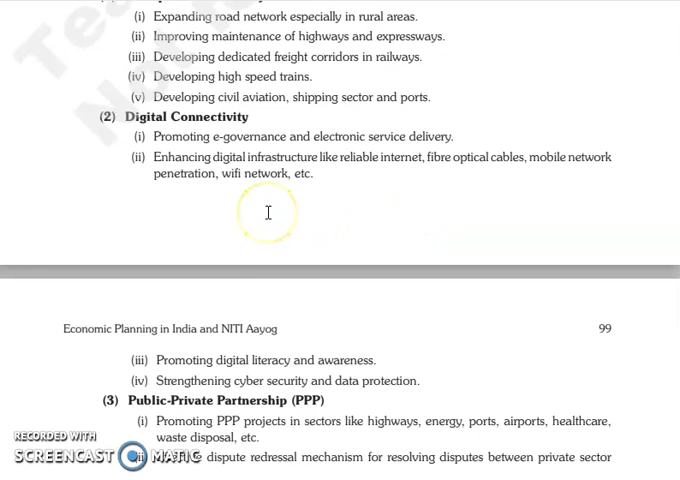 (i) Expanding road network especially in rural areas.
(ii) Improving maintenance of highways and expressways.
(iii) Developing dedicated freight corridors in railways.
(iv) Developing high speed trains.
(v) Developing civil aviation, shipping sector and ports.
(2) Digital Connectivity
(i) Promoting e-governance and electronic service delivery.
(ii) Enhancing digital infrastructure like reliable internet, fibre optical cables, mobile network
penetration, wifi network, etc.
Economic Planning in India and NITI Aayog 99
(iii) Promoting digital literacy and awareness.
(iv) Strengthening cyber security and data protection.
(3) Public-Private Partnership (PPP)
(i) Promoting PPP projects in sectors like highways, energy, ports, airports, healthcare,
waste disposal, etc.
dispute redressal mechanism for resolving disputes between private sector
RECORDED WITH
SCREENCAST MATIC